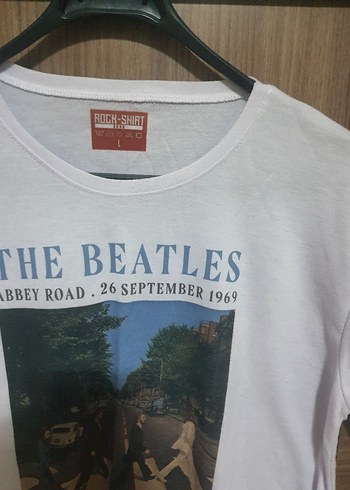 ROCK-SHIRT
L
THE BEATLES
ABBEY ROAD . 26 SEPTEMBER 1969